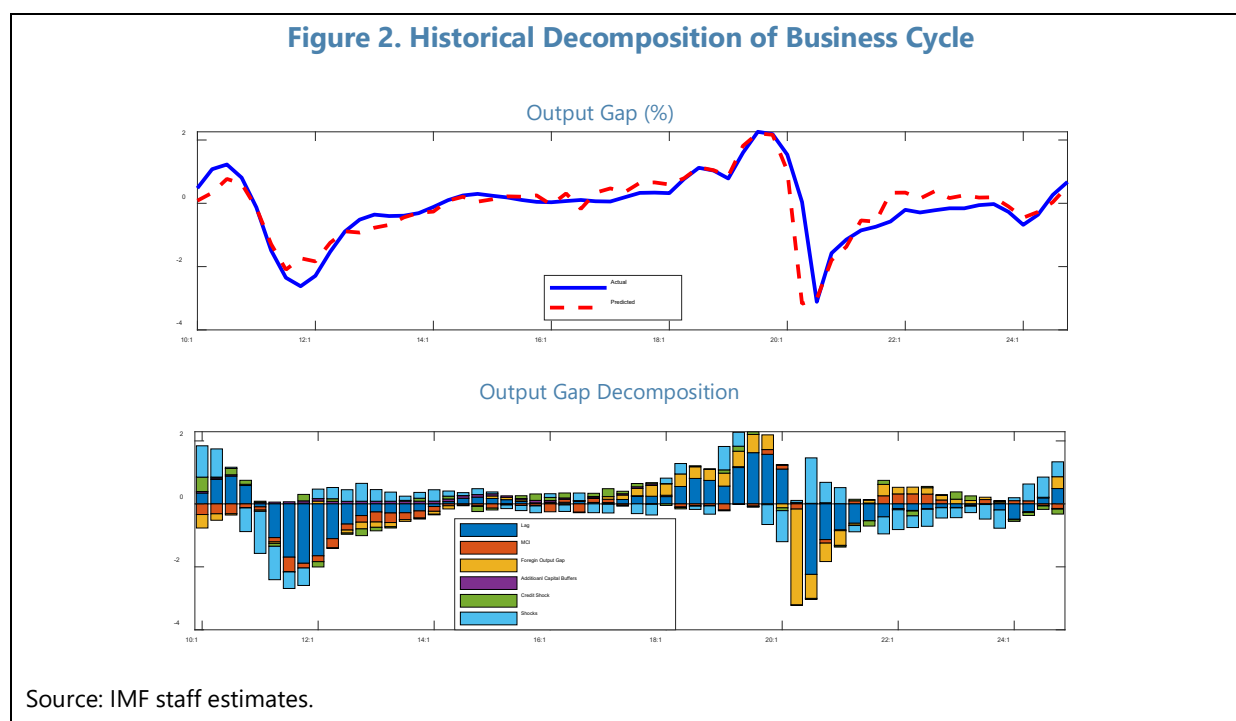 Figure 2. Historical Decomposition of Business Cycle
Output Gap (%)
2
0
-2
-4
Actual
Predicted
10:1 12:1 14:1 16:1 18:1 20:1 22:1 24:1
Output Gap Decomposition
2
0
-2
-4
Lag
MCI
Foregin Output Gap
Additioanl Capital Buffers
Credit Shock
Shocks
10:1 12:1 14:1 16:1 18:1 20:1 22:1 24:1
Source: IMF staff estimates.